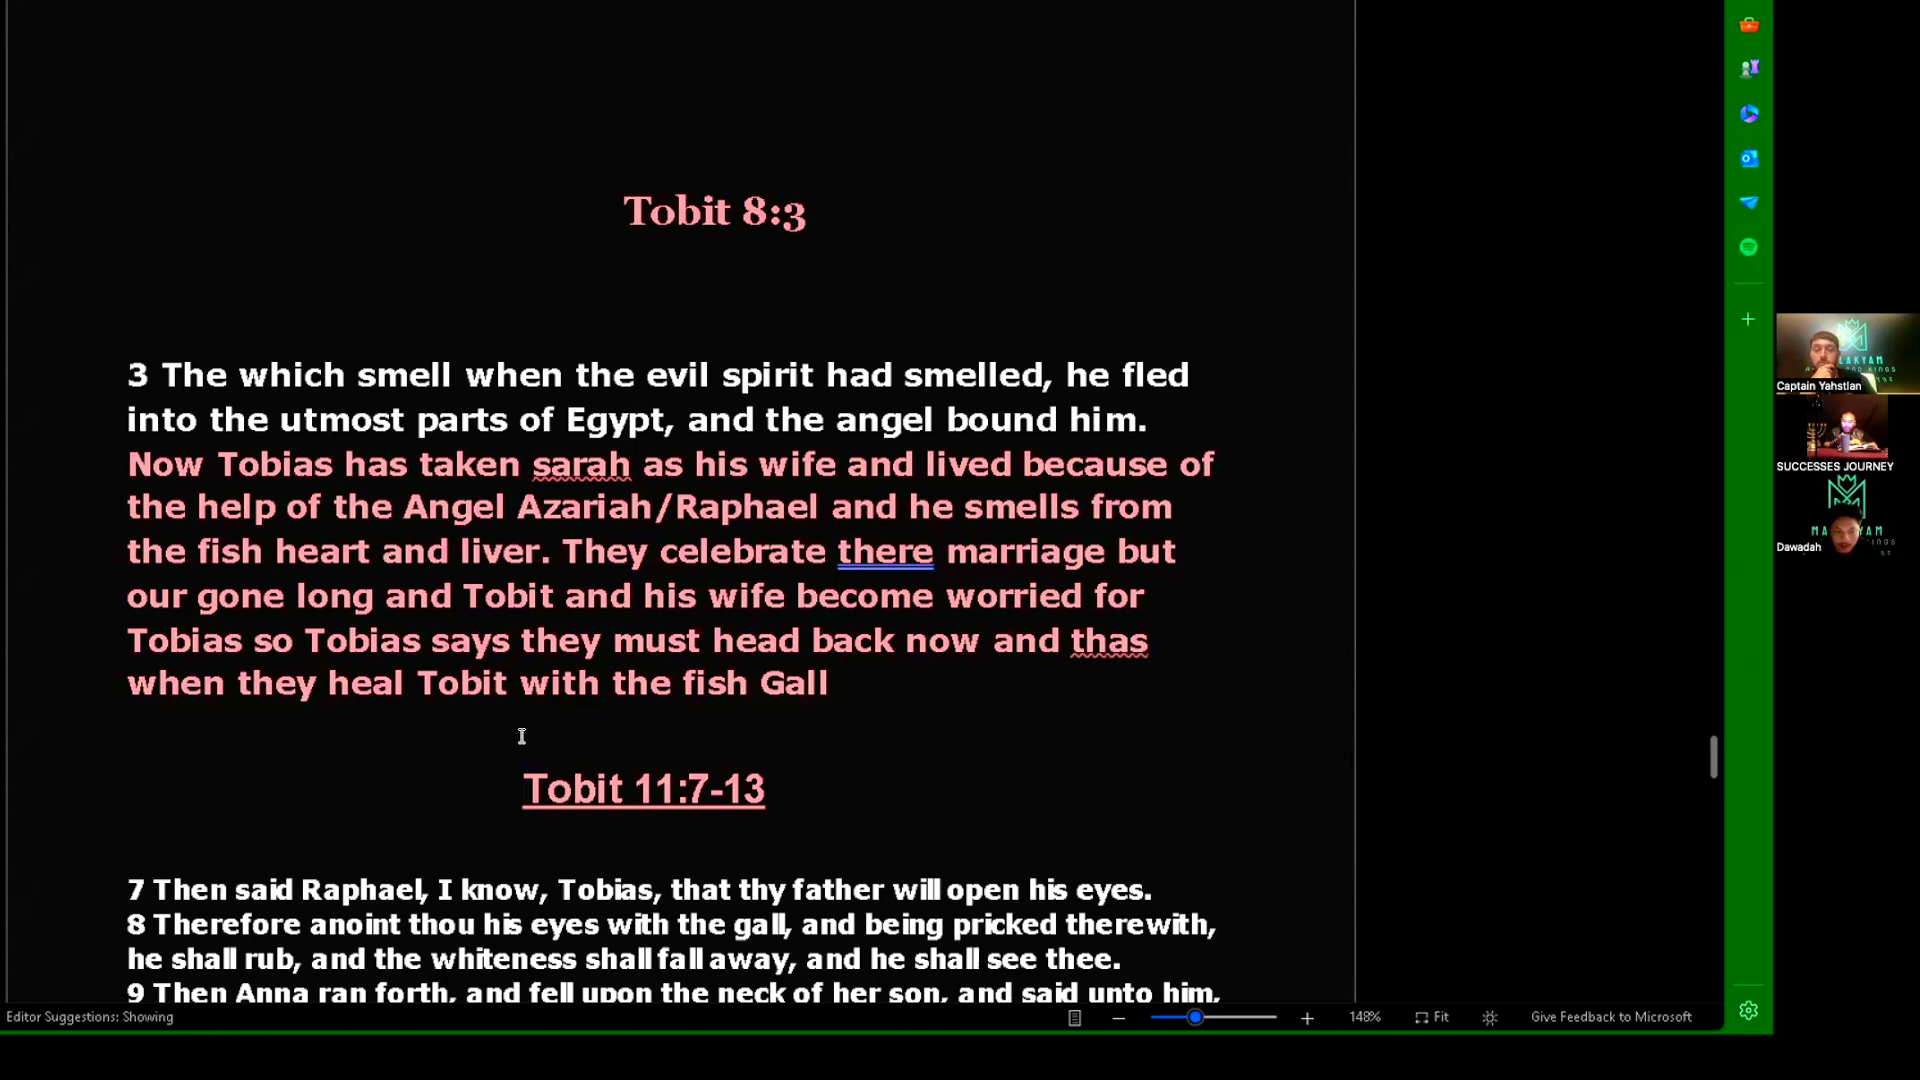 Tobit 8:3
3 The which smell when the evil spirit had smelled, he fled
into the utmost parts of Egypt, and the angel bound him.
Now Tobias has taken sarah as his wife and lived because of
the help of the Angel Azariah/Raphael and he smells from
the fish heart and liver. They celebrate there marriage but
our gone long and Tobit and his wife become worried for
Tobias so Tobias says they must head back now and thas
when they heal Tobit with the fish Gall
Tobit 11:7-13
7 Then said Raphael, I know, Tobias, that thy father will open his eyes.
8 Therefore anoint thou his eyes with the gall, and being pricked therewith,
he shall rub, and the whiteness shall fall away, and he shall see thee.
9 Then Anna ran forth, and fell upon the neck of her son, and said unto him,
Editor Suggestions: Showing
148%
Fit
Give Feedback to Microsoft
Captain Yahstian
SUCCESSES JOURNEY
Dawadah